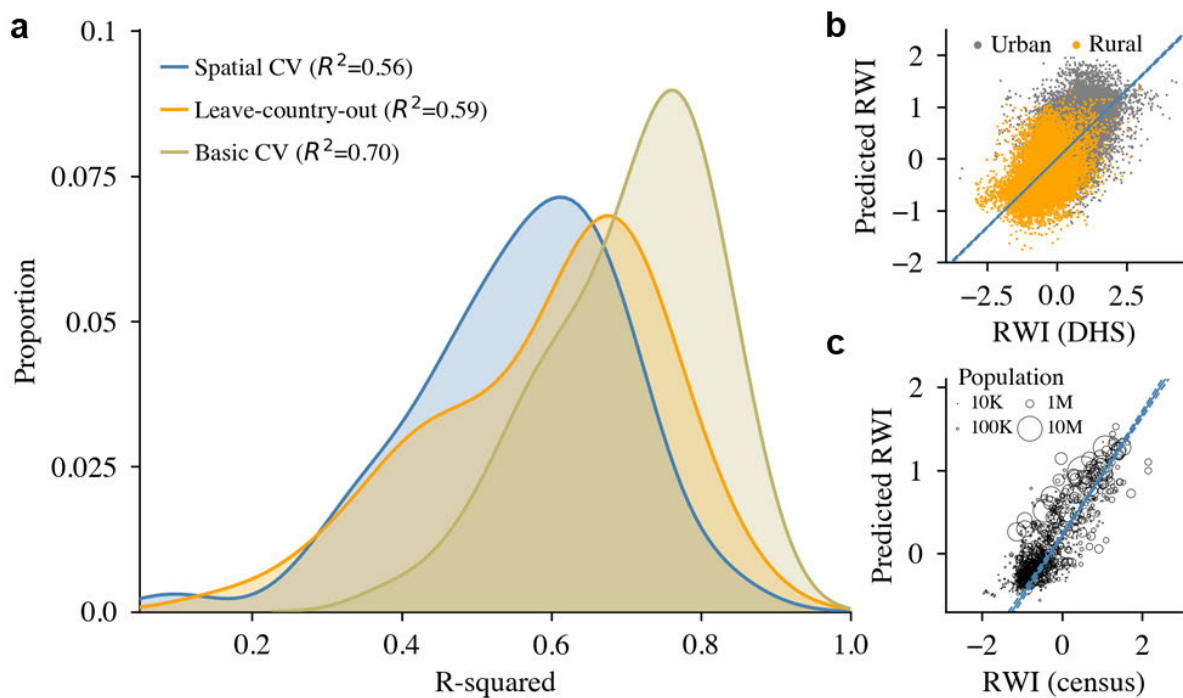 a
0.1
0.075
0.05
0.025
0.0
Proportion
Spatial CV (R²=0.56)
Leave-country-out (R²=0.59)
Basic CV (R²=0.70)
0.2 0.4 0.6 0.8 1.0
R-squared
b
Urban Rural
2
1
0
−1
−2
Predicted RWI
−2.5 0.0 2.5
RWI (DHS)
c
Population
10K 1M
100K 10M
2
1
0
Predicted RWI
−2 0 2
RWI (census)